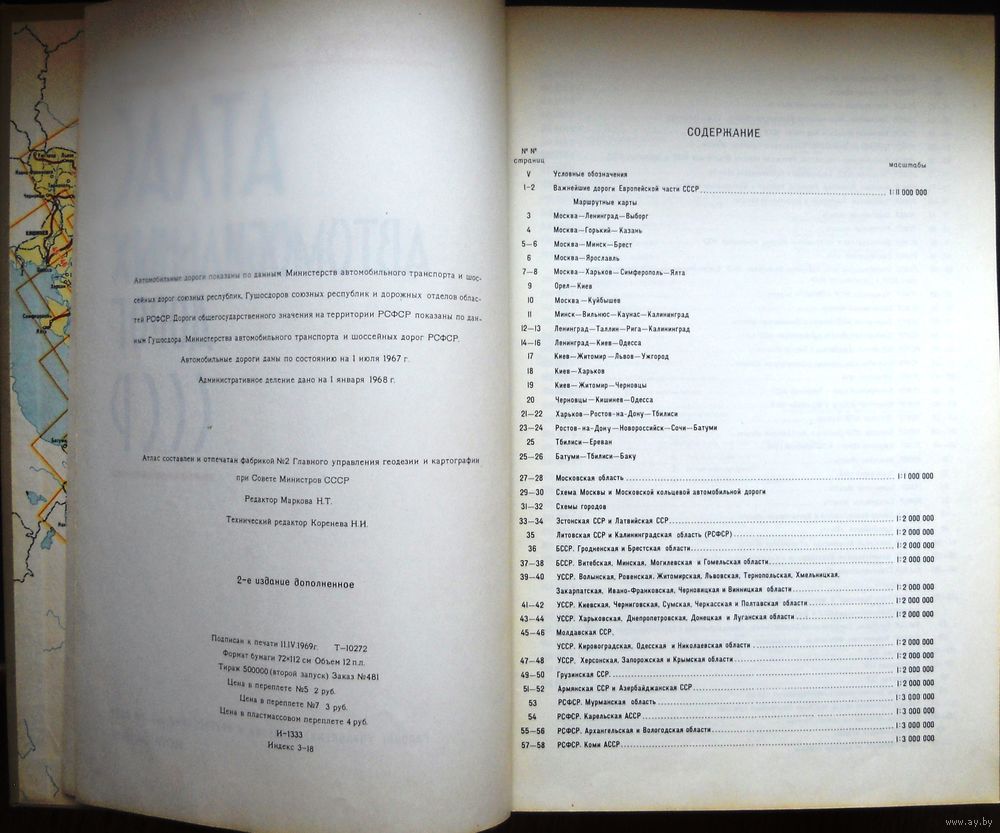 Автомобильные дороги показаны по данным Министерств автомобильного транспорта и шос-
сейных дорог союзных республик, Гушосдоров союзных республик и дорожных отделов облас-
тей РСФСР. Дороги общегосударственного значения на территории РСФСР показаны по дан-
ным Гушосдора Министерства автомобильного транспорта и шоссейных дорог РСФСР.
Автомобильные дороги даны по состоянию на 1 июля 1967 г.
Административное деление дано на 1 января 1968 г.
Атлас составлен и отпечатан фабрикой №2 Главного управления геодезии и картографии
при Совете Министров СССР
Редактор Маркова Н.Т.
Технический редактор Коренева Н.И.
2-е издание дополненное
Подписан к печати 11.IV 1969г. Т-10272
Формат бумаги 72×112 см Объем 12 п.л.
Тираж 500000 (второй запуск) Заказ №481
Цена в переплете №5 2 руб.
Цена в переплете №7 3 руб.
Цена в пластмассовом переплете 4 руб.
И-1333
Индекс 3-18
СОДЕРЖАНИЕ
№ №
страниц
масштабы
V Условные обозначения
1-2 Важнейшие дороги Европейской части СССР 1:11 000 000
Маршрутные карты
3 Москва—Ленинград—Выборг
4 Москва—Горький—Казань
5-6 Москва—Минск—Брест
6 Москва—Ярославль
7-8 Москва—Харьков—Симферополь—Ялта
9 Орел—Киев
10 Москва—Куйбышев
11 Минск—Вильнюс—Каунас—Калининград
12-13 Ленинград—Таллин—Рига—Калининград
14-16 Ленинград—Киев—Одесса
17 Киев—Житомир—Львов—Ужгород
18 Киев—Харьков
19 Киев—Житомир—Черновцы
20 Черновцы—Кишинев—Одесса
21-22 Харьков—Ростов-на-Дону—Тбилиси
23-24 Ростов-на-Дону—Новороссийск—Сочи—Батуми
25 Тбилиси—Ереван
25-26 Батуми—Тбилиси—Баку
27-28 Московская область 1:1 000 000
29-30 Схема Москвы и Московской кольцевой автомобильной дороги
31-32 Схемы городов
33-34 Эстонская ССР и Латвийская ССР 1:2 000 000
35 Литовская ССР и Калининградская область (РСФСР) 1:2 000 000
36 БССР. Гродненская и Брестская области 1:2 000 000
37-38 БССР. Витебская, Минская, Могилевская и Гомельская области 1:2 000 000
39-40 УССР. Волынская, Ровенская, Житомирская, Львовская, Тернопольская, Хмельницкая,
Закарпатская, Ивано-Франковская, Черновицкая и Винницкая области 1:2 000 000
41-42 УССР. Киевская, Черниговская, Сумская, Черкасская и Полтавская области 1:2 000 000
43-44 УССР. Харьковская, Днепропетровская, Донецкая и Луганская области 1:2 000 000
45-46 Молдавская ССР.
УССР. Кировоградская, Одесская и Николаевская области 1:2 000 000
47-48 УССР. Херсонская, Запорожская и Крымская области 1:2 000 000
49-50 Грузинская ССР 1:2 000 000
51-52 Армянская ССР и Азербайджанская ССР 1:2 000 000
53 РСФСР. Мурманская область 1:3 000 000
54 РСФСР. Карельская АССР 1:3 000 000
55-56 РСФСР. Архангельская и Вологодская области 1:3 000 000
57-58 РСФСР. Коми АССР 1:3 000 000
www.ay.by